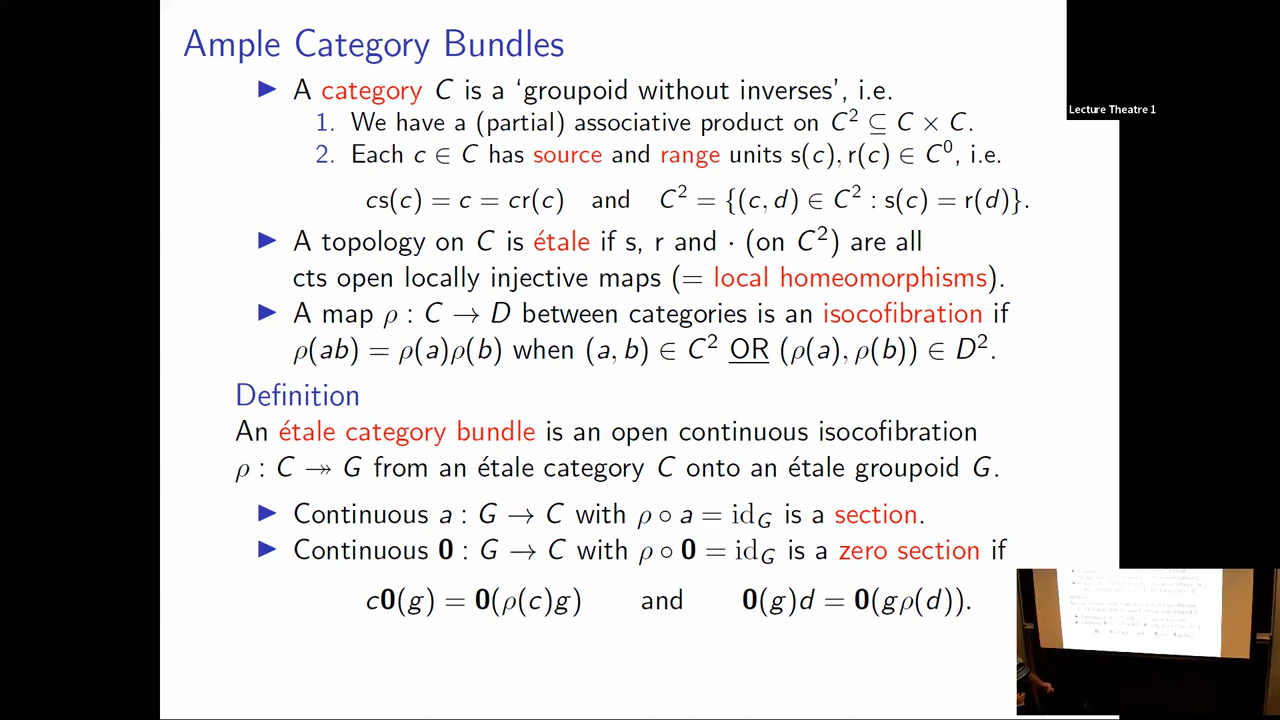 Ample Category Bundles
▶ A category C is a ‘groupoid without inverses’, i.e.
1. We have a (partial) associative product on C² ⊆ C × C.
2. Each c ∈ C has source and range units s(c), r(c) ∈ C⁰, i.e.
cs(c) = c = cr(c) and C² = {(c, d) ∈ C² : s(c) = r(d)}.
▶ A topology on C is étale if s, r and · (on C²) are all
cts open locally injective maps (= local homeomorphisms).
▶ A map ρ : C → D between categories is an isocofibration if
ρ(ab) = ρ(a)ρ(b) when (a, b) ∈ C² OR (ρ(a), ρ(b)) ∈ D².
Definition
An étale category bundle is an open continuous isocofibration
ρ : C ↠ G from an étale category C onto an étale groupoid G.
▶ Continuous a : G → C with ρ ∘ a = id_G is a section.
▶ Continuous 0 : G → C with ρ ∘ 0 = id_G is a zero section if
c0(g) = 0(ρ(c)g) and 0(g)d = 0(gρ(d)).
Lecture Theatre 1